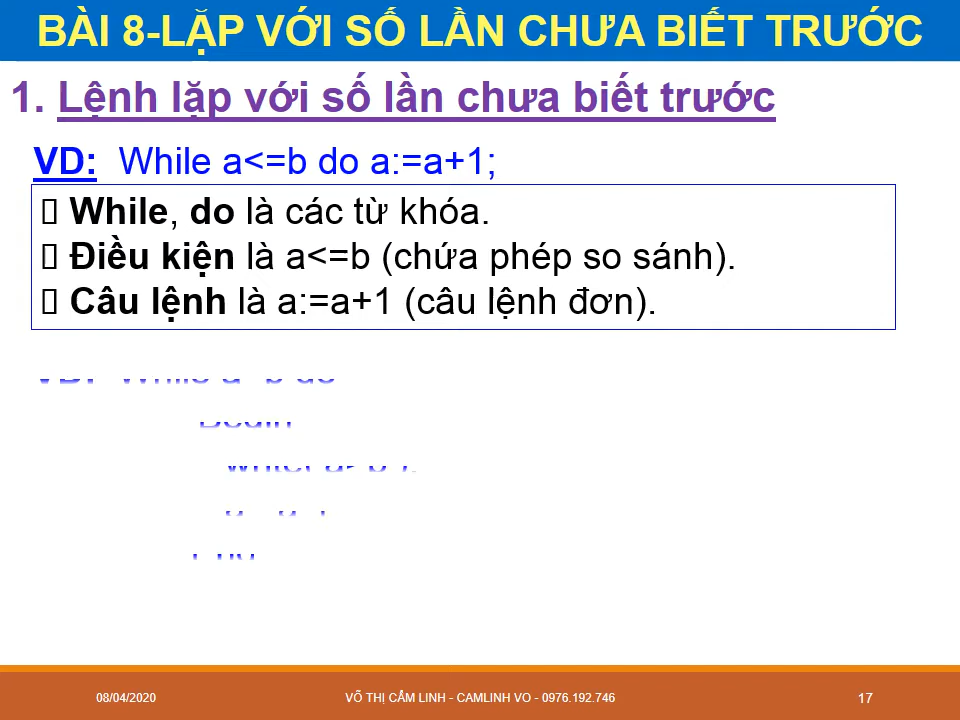 BÀI 8-LẶP VỚI SỐ LẦN CHƯA BIẾT TRƯỚC
1. Lệnh lặp với số lần chưa biết trước
VD: While a<=b do a:=a+1;
While, do là các từ khóa.
Điều kiện là a<=b (chứa phép so sánh).
Câu lệnh là a:=a+1 (câu lệnh đơn).
08/04/2020 VÕ THỊ CẨM LINH - CAMLINH VO - 0976.192.746 17